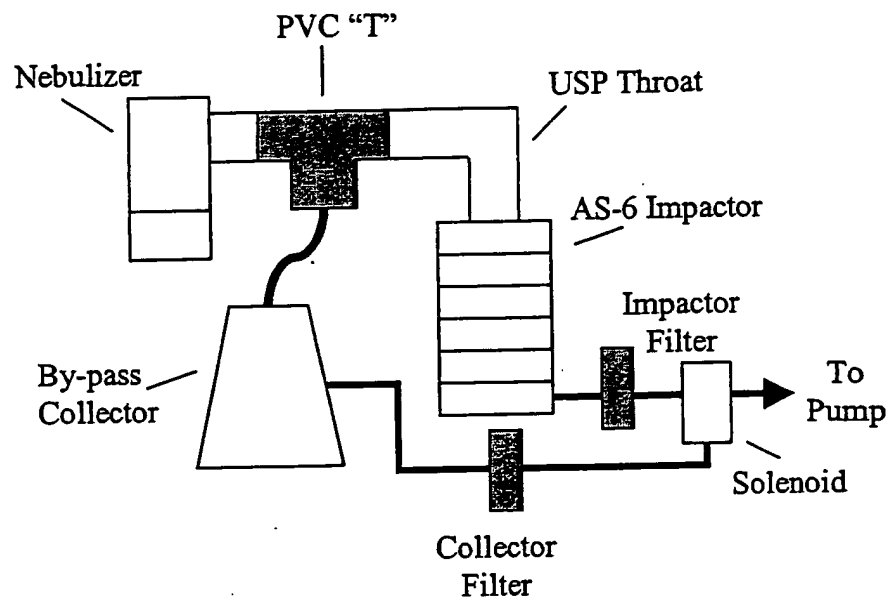 PVC “T”
Nebulizer
USP Throat
AS-6 Impactor
Impactor
Filter
By-pass
Collector
To
Pump
Solenoid
Collector
Filter